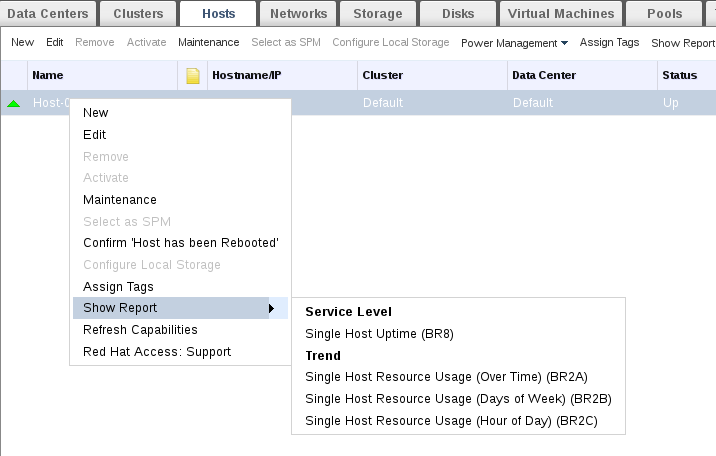 Data Centers Clusters Hosts Networks Storage Disks Virtual Machines Pools
New Edit Remove Activate Maintenance Select as SPM Configure Local Storage Power Management Assign Tags Show Report
Name Hostname/IP Cluster Data Center Status
Default Default Up
New
Edit
Remove
Activate
Maintenance
Select as SPM
Confirm 'Host has been Rebooted'
Configure Local Storage
Assign Tags
Show Report
Refresh Capabilities
Red Hat Access: Support
Service Level
Single Host Uptime (BR8)
Trend
Single Host Resource Usage (Over Time) (BR2A)
Single Host Resource Usage (Days of Week) (BR2B)
Single Host Resource Usage (Hour of Day) (BR2C)